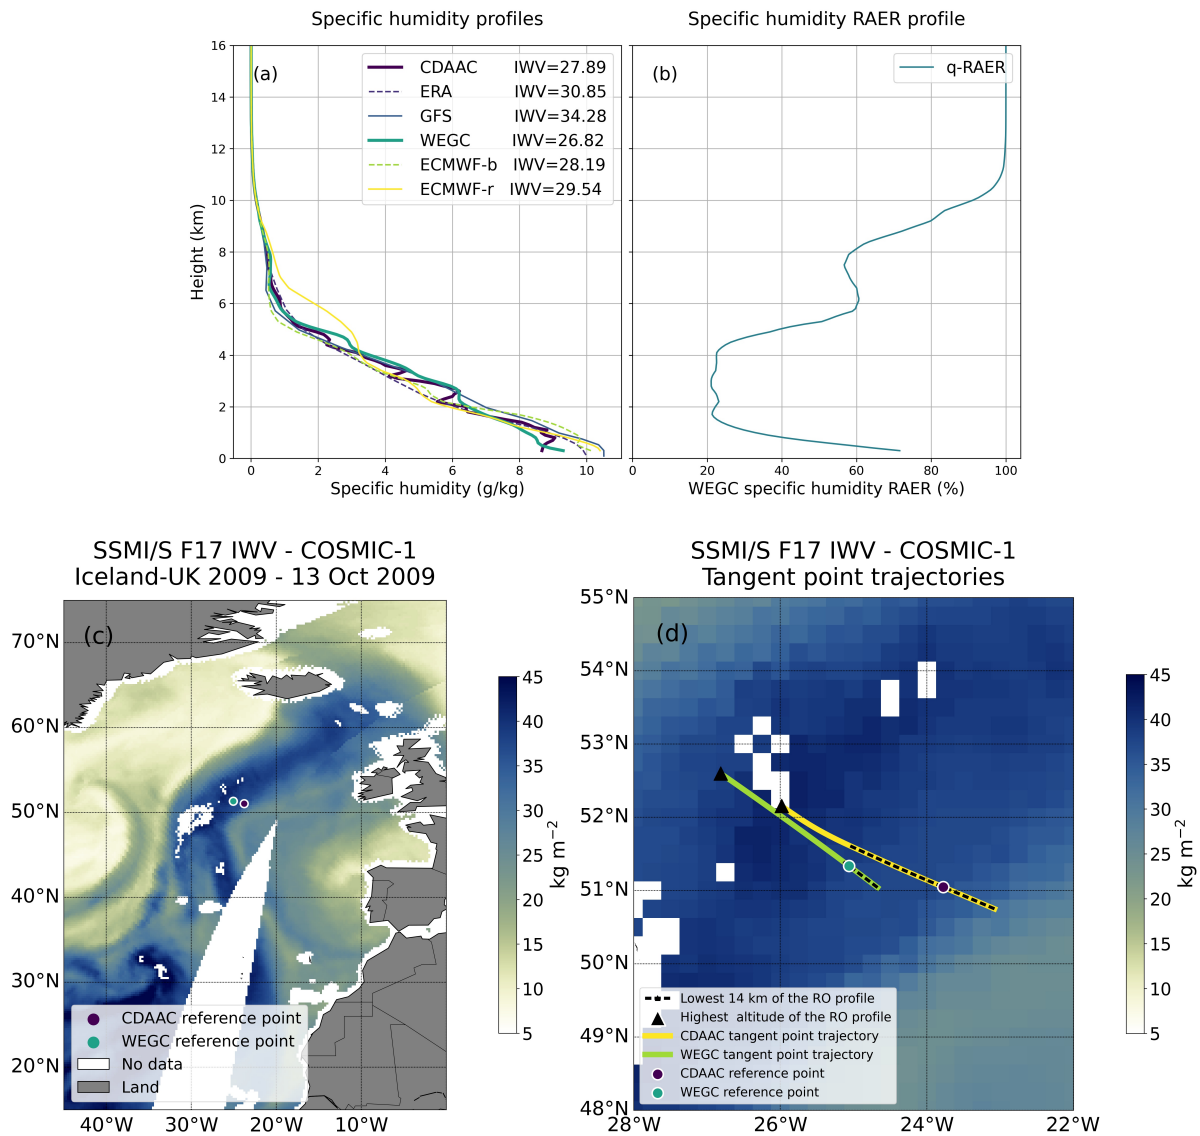 Specific humidity profiles
Specific humidity RAER profile
16
14
12
10
8
6
4
2
0
Height (km)
(a)
CDAAC IWV=27.89
ERA IWV=30.85
GFS IWV=34.28
WEGC IWV=26.82
ECMWF-b IWV=28.19
ECMWF-r IWV=29.54
0 2 4 6 8 10
Specific humidity (g/kg)
(b)
q-RAER
0 20 40 60 80 100
WEGC specific humidity RAER (%)
SSMI/S F17 IWV - COSMIC-1
Iceland-UK 2009 - 13 Oct 2009
(c)
70°N
60°N
50°N
40°N
30°N
20°N
CDAAC reference point
WEGC reference point
No data
Land
40°W 30°W 20°W 10°W
45
40
35
30
25
20
15
10
5
kg m−2
SSMI/S F17 IWV - COSMIC-1
Tangent point trajectories
(d)
55°N
54°N
53°N
52°N
51°N
50°N
49°N
48°N
Lowest 14 km of the RO profile
Highest altitude of the RO profile
CDAAC tangent point trajectory
WEGC tangent point trajectory
CDAAC reference point
WEGC reference point
28°W 26°W 24°W 22°W
45
40
35
30
25
20
15
10
5
kg m−2